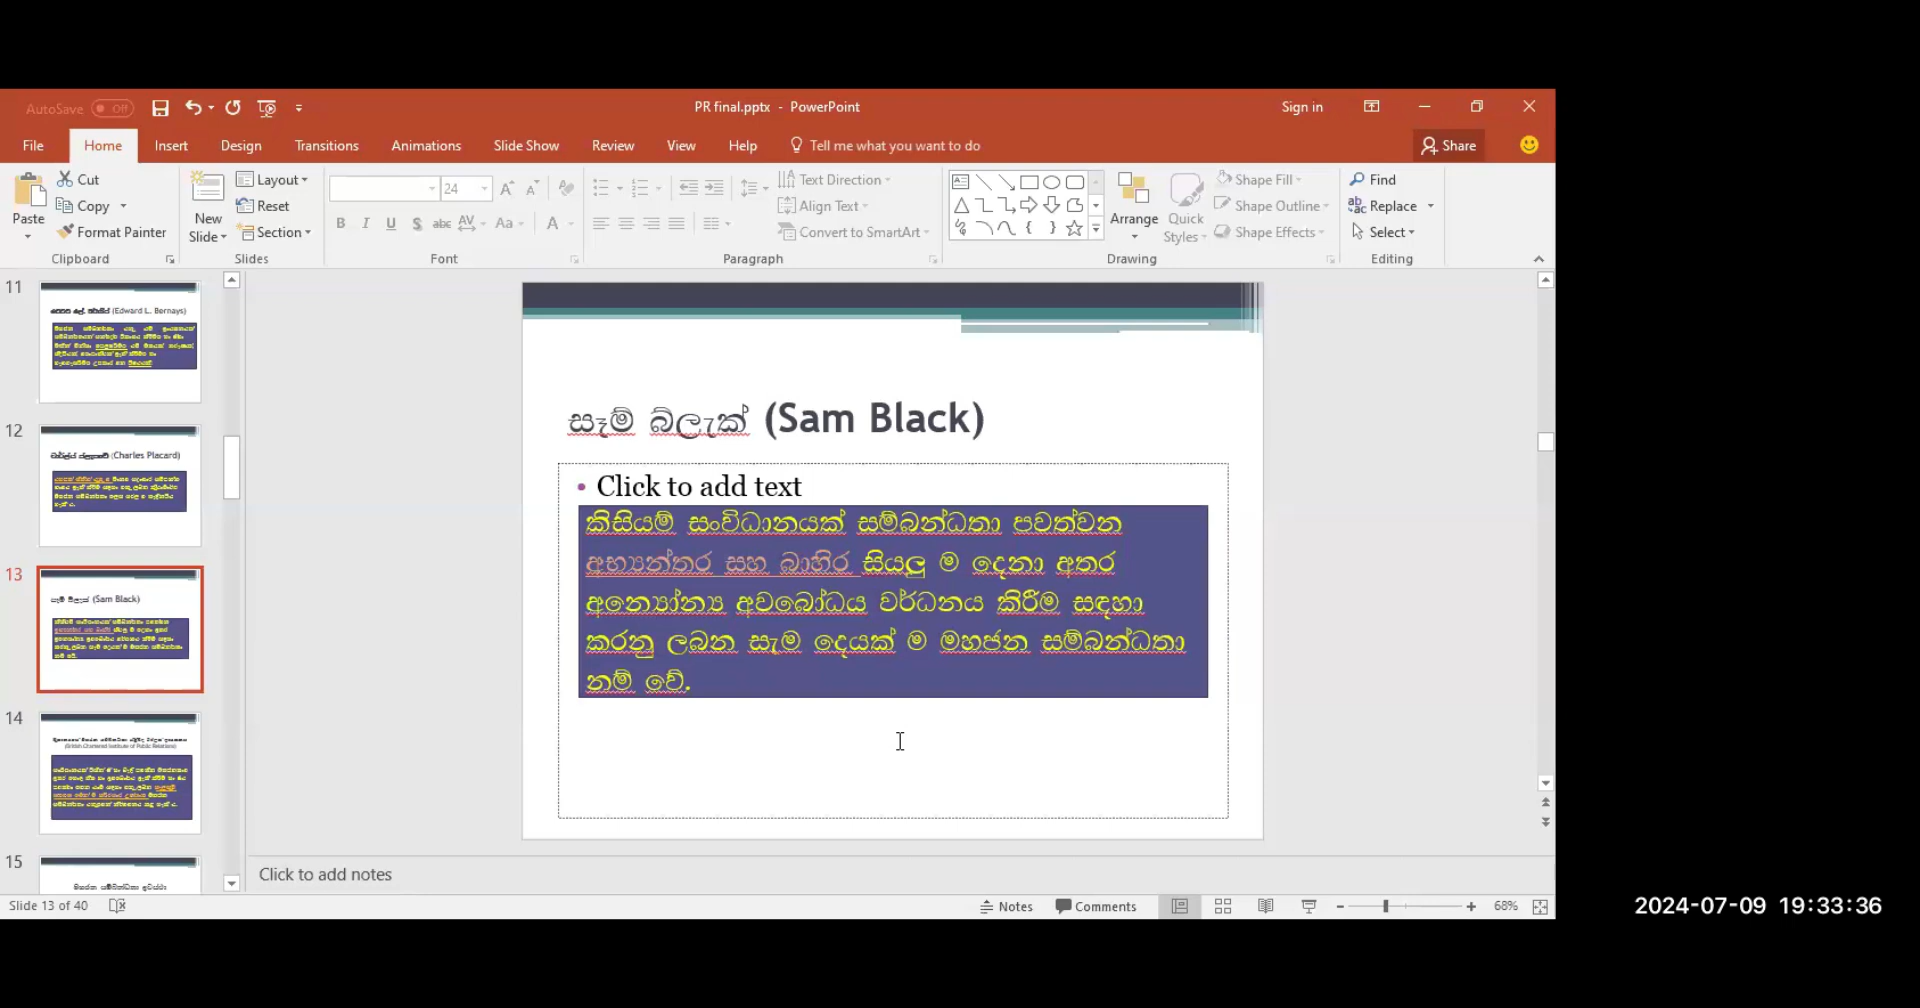 AutoSave Off
PR final.pptx - PowerPoint
Sign in
File Home Insert Design Transitions Animations Slide Show Review View Help Tell me what you want to do Share
Paste
Cut
Copy
Format Painter
Clipboard
New Slide
Layout
Reset
Section
Slides
24
Font
Text Direction
Align Text
Convert to SmartArt
Paragraph
Arrange
Quick Styles
Shape Fill
Shape Outline
Shape Effects
Drawing
Find
Replace
Select
Editing
11
(Edward L. Bernays)
12
(Charles Placard)
13
සෑම් බ්ලැක් (Sam Black)
14
(British Chartered Institute of Public Relations)
15
සෑම් බ්ලැක් (Sam Black)
• Click to add text
කිසියම් සංවිධානයක් සම්බන්ධතා පවත්වන
අභ්‍යන්තර සහ බාහිර සියලු ම දෙනා අතර
අන්‍යෝන්‍ය අවබෝධය වර්ධනය කිරීම සඳහා
කරනු ලබන සැම දෙයක් ම මහජන සම්බන්ධතා
නම් වේ.
Click to add notes
Slide 13 of 40
Notes
Comments
68%
2024-07-09 19:33:36